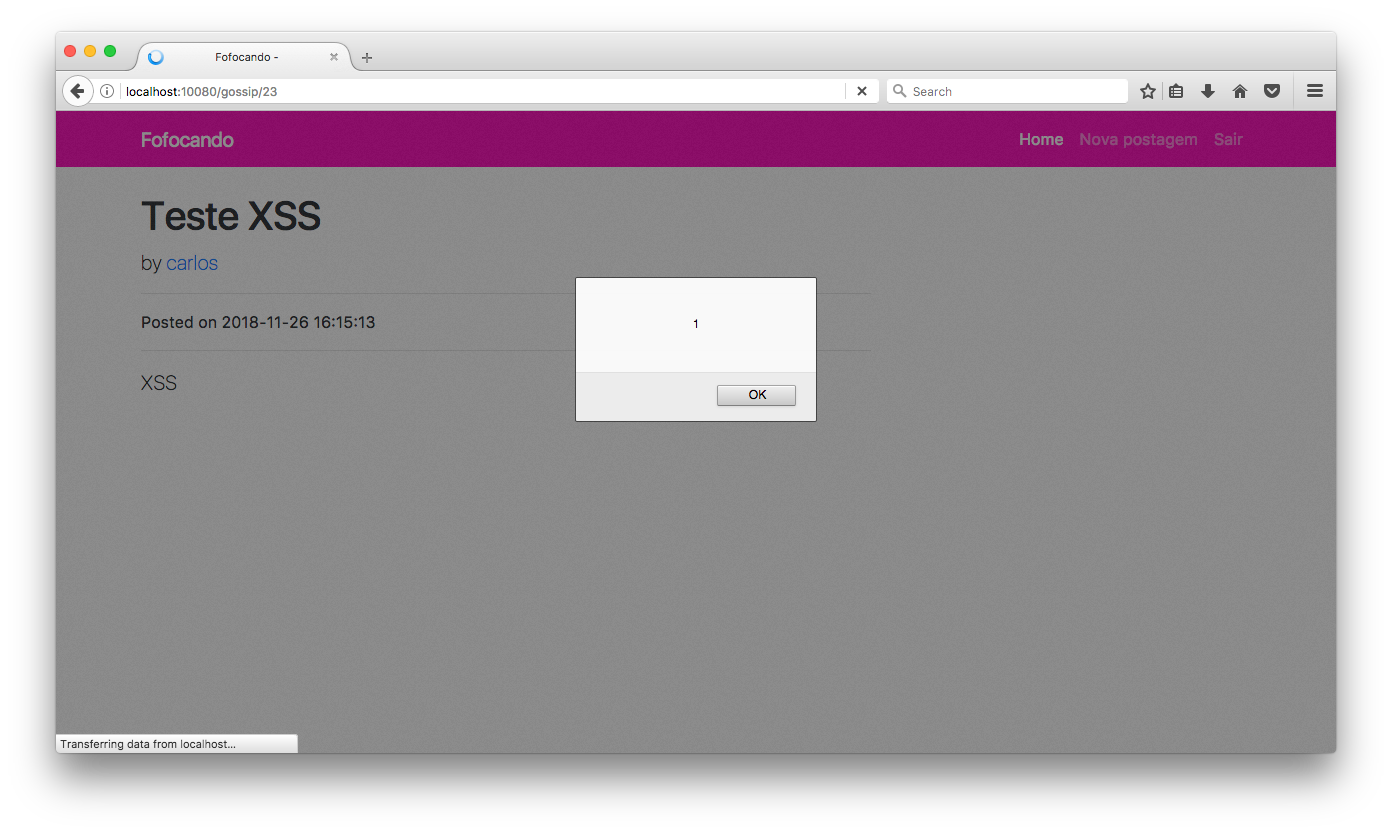 Fofocando -
localhost:10080/gossip/23
Search
Fofocando
Home Nova postagem Sair
Teste XSS
by carlos
Posted on 2018-11-26 16:15:13
XSS
1
OK
Transferring data from localhost...